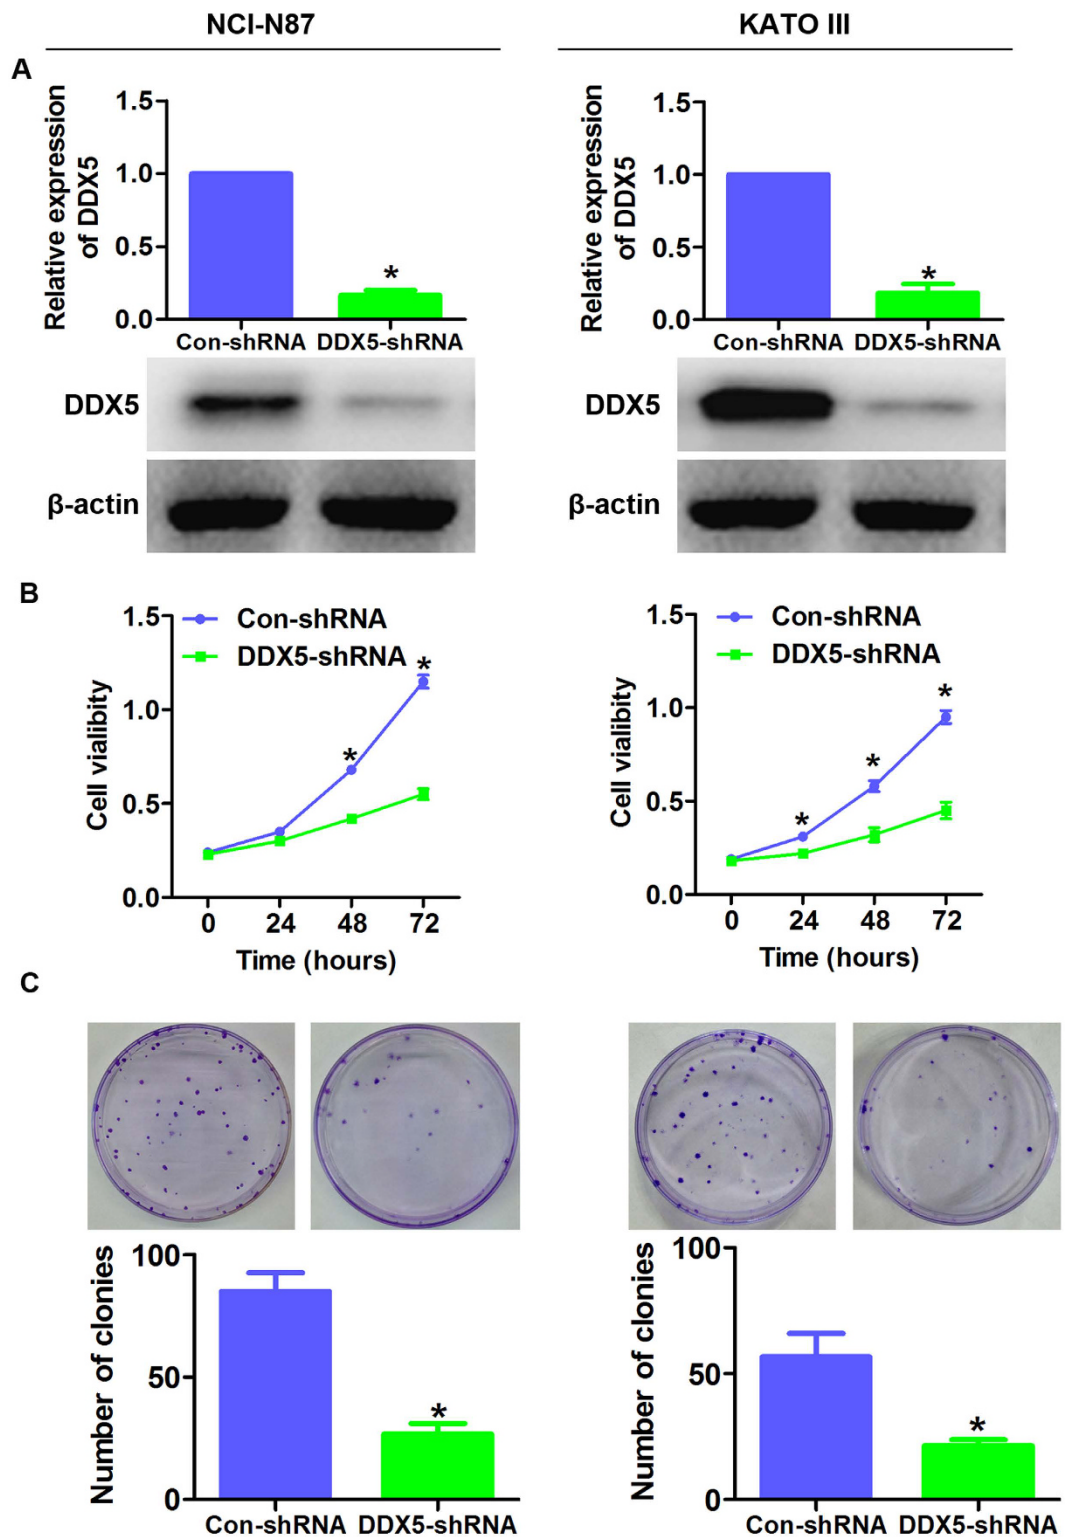 NCI-N87
KATO III
A
Relative expression
of DDX5
1.5
1.0
0.5
0.0
*
Con-shRNA DDX5-shRNA
Relative expression
of DDX5
1.5
1.0
0.5
0.0
*
Con-shRNA DDX5-shRNA
DDX5
β-actin
DDX5
β-actin
B
Cell vialibity
1.5
1.0
0.5
0.0
Con-shRNA
DDX5-shRNA
*
*
0 24 48 72
Time (hours)
Cell vialibity
1.5
1.0
0.5
0.0
Con-shRNA
DDX5-shRNA
*
*
*
0 24 48 72
Time (hours)
C
Number of clonies
100
50
0
*
Con-shRNA DDX5-shRNA
Number of clonies
100
50
0
*
Con-shRNA DDX5-shRNA